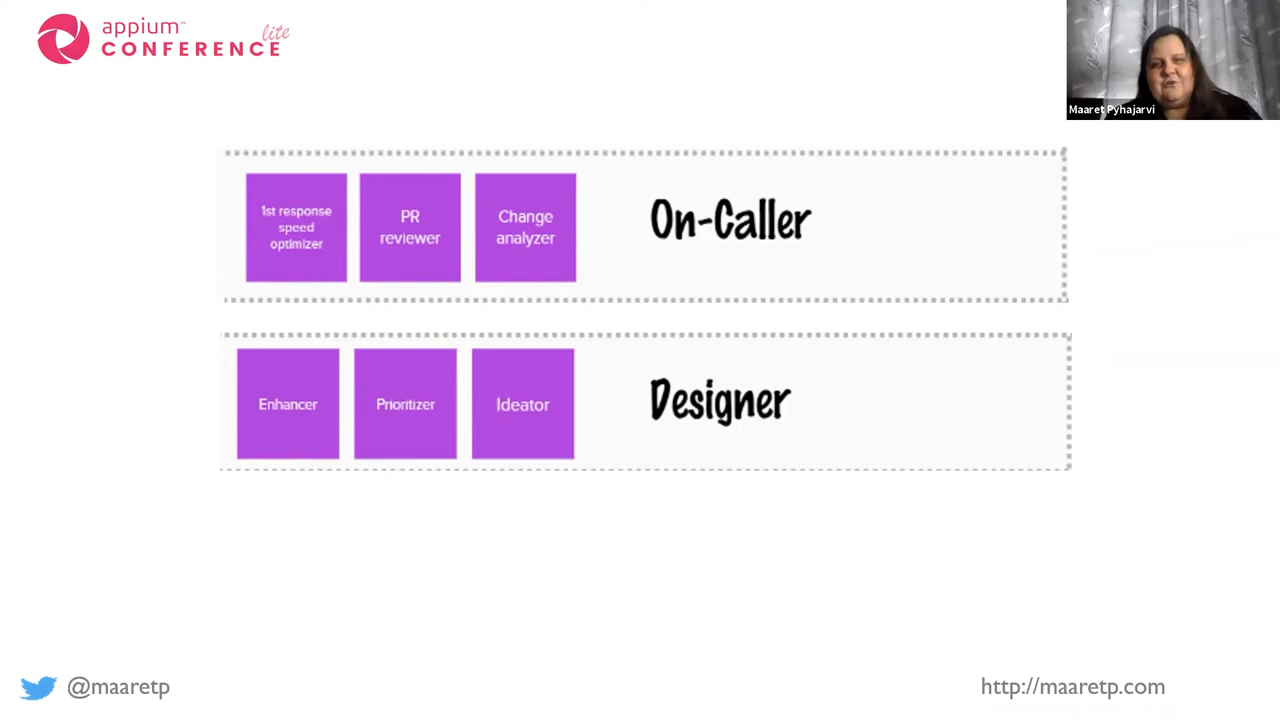 appium™
CONFERENCE lite
Maaret Pyhajarvi
1st response
speed
optimizer
PR
reviewer
Change
analyzer
On-Caller
Enhancer
Prioritizer
Ideator
Designer
@maaretp
http://maaretp.com